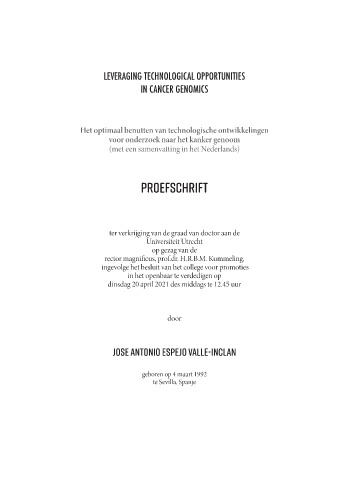 LEVERAGING TECHNOLOGICAL OPPORTUNITIES
IN CANCER GENOMICS
Het optimaal benutten van technologische ontwikkelingen
voor onderzoek naar het kanker genoom
(met een samenvatting in het Nederlands)
PROEFSCHRIFT
ter verkrijging van de graad van doctor aan de
Universiteit Utrecht
op gezag van de
rector magnificus, prof.dr. H.R.B.M. Kummeling,
ingevolge het besluit van het college voor promoties
in het openbaar te verdedigen op
dinsdag 20 april 2021 des middags te 12.45 uur
door
JOSE ANTONIO ESPEJO VALLE-INCLAN
geboren op 4 maart 1992
te Sevilla, Spanje